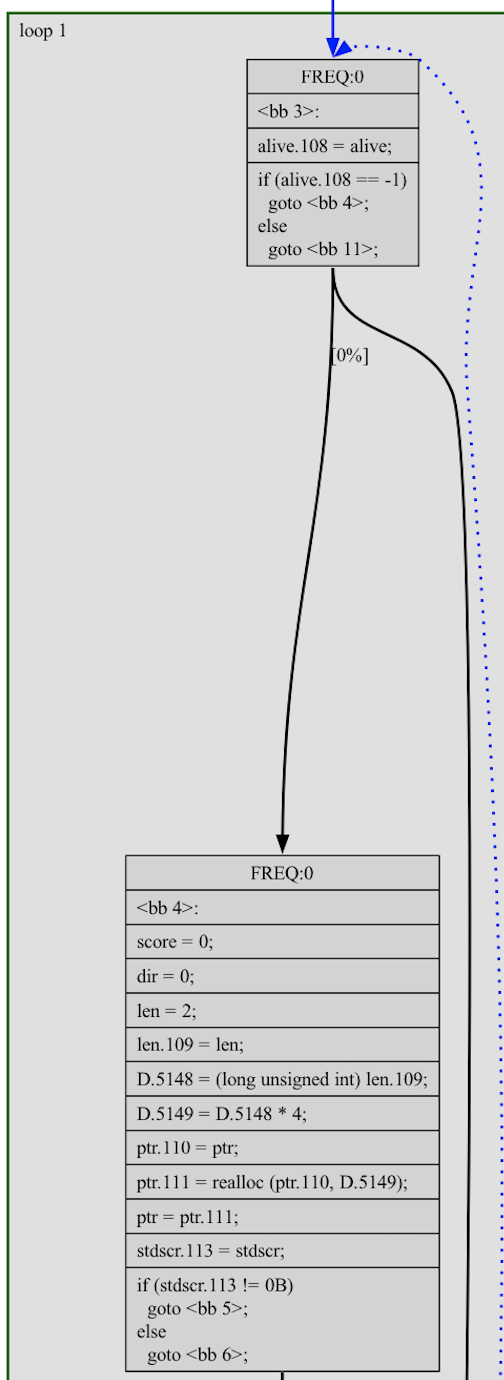 loop 1
FREQ:0
<bb 3>:
alive.108 = alive;
if (alive.108 == -1)
goto <bb 4>;
else
goto <bb 11>;
[0%]
FREQ:0
<bb 4>:
score = 0;
dir = 0;
len = 2;
len.109 = len;
D.5148 = (long unsigned int) len.109;
D.5149 = D.5148 * 4;
ptr.110 = ptr;
ptr.111 = realloc (ptr.110, D.5149);
ptr = ptr.111;
stdscr.113 = stdscr;
if (stdscr.113 != 0B)
goto <bb 5>;
else
goto <bb 6>;